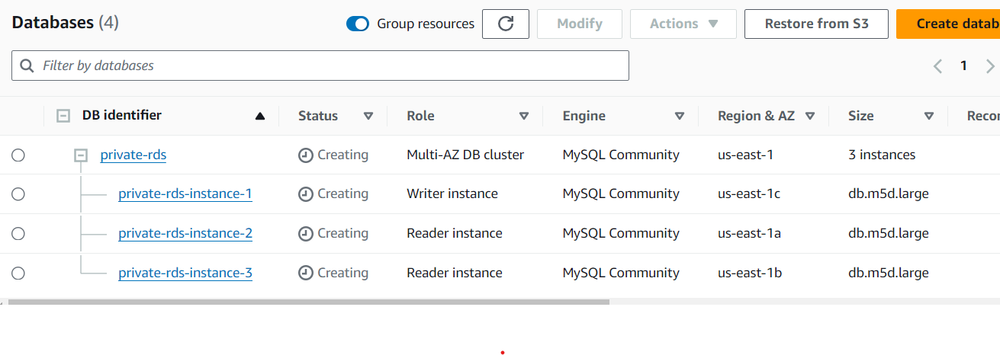 Databases (4) Group resources Modify Actions Restore from S3 Create datab
Filter by databases 1
DB identifier Status Role Engine Region & AZ Size Recor
private-rds Creating Multi-AZ DB cluster MySQL Community us-east-1 3 instances
private-rds-instance-1 Creating Writer instance MySQL Community us-east-1c db.m5d.large
private-rds-instance-2 Creating Reader instance MySQL Community us-east-1a db.m5d.large
private-rds-instance-3 Creating Reader instance MySQL Community us-east-1b db.m5d.large